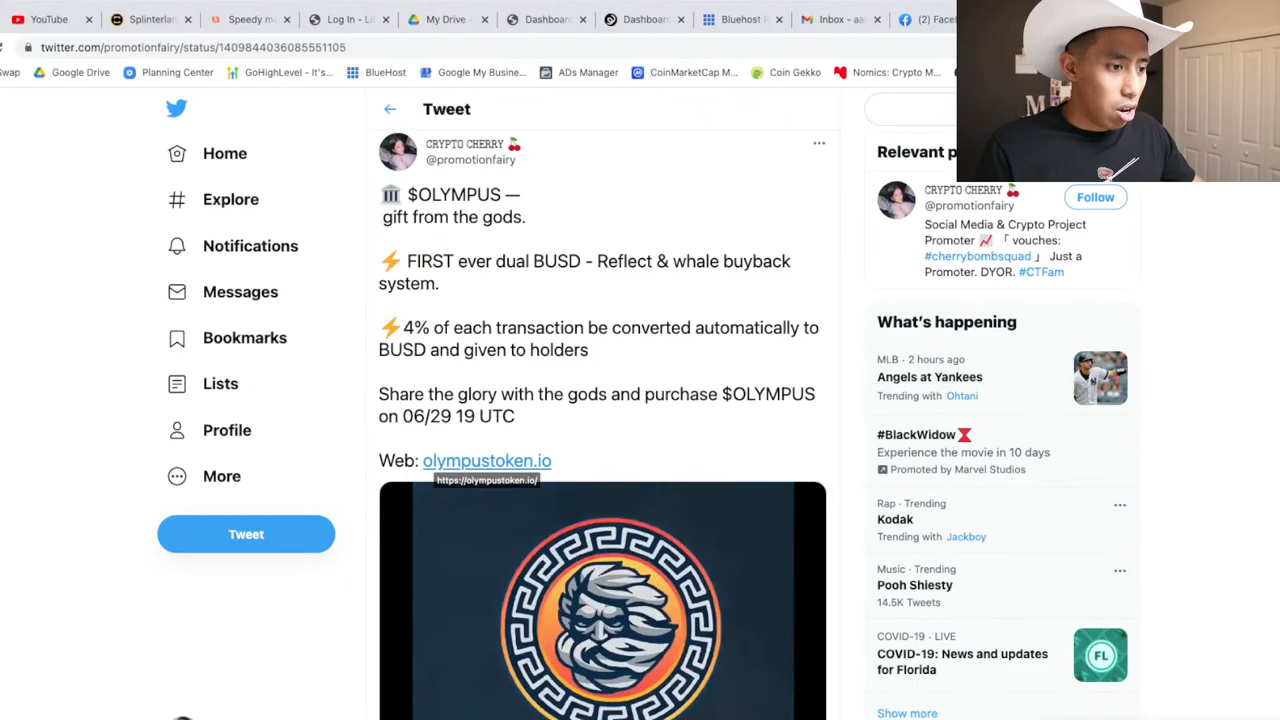 YouTube
Splinterlan
Speedy mo
Log In - Li
My Drive -
Dashboard
Dashboard
Bluehost P
Inbox - aa
(2) Face
twitter.com/promotionfairy/status/1409844036085551105
Swap
Google Drive
Planning Center
GoHighLevel - It's...
BlueHost
Google My Busine...
ADs Manager
CoinMarketCap M...
Coin Gekko
Nomics: Crypto M...
Home
Explore
Notifications
Messages
Bookmarks
Lists
Profile
More
Tweet
Tweet
CRYPTO CHERRY 🍒
@promotionfairy
🏛 $OLYMPUS —
gift from the gods.
⚡ FIRST ever dual BUSD - Reflect & whale buyback
system.
⚡4% of each transaction be converted automatically to
BUSD and given to holders
Share the glory with the gods and purchase $OLYMPUS
on 06/29 19 UTC
Web: olympustoken.io
https://olympustoken.io/
Relevant p
CRYPTO CHERRY 🍒
@promotionfairy
Follow
Social Media & Crypto Project
Promoter 📈 「 vouches:
#cherrybombsquad 」 Just a
Promoter. DYOR. #CTFam
What's happening
MLB · 2 hours ago
Angels at Yankees
Trending with Ohtani
#BlackWidow
Experience the movie in 10 days
Promoted by Marvel Studios
Rap · Trending
Kodak
Trending with Jackboy
Music · Trending
Pooh Shiesty
14.5K Tweets
COVID-19 · LIVE
COVID-19: News and updates
for Florida
FL
Show more